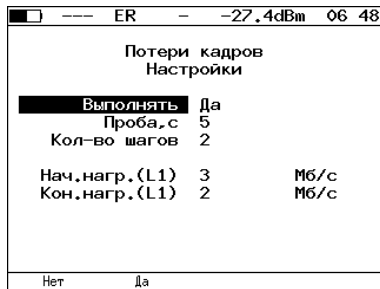 --- ER - -27.4dBm 06 48
Потери кадров
Настройки
Выполнять Да
Проба,с 5
Кол-во шагов 2
Нач.нагр.(L1) 3 Мб/с
Кон.нагр.(L1) 2 Мб/с
Нет Да